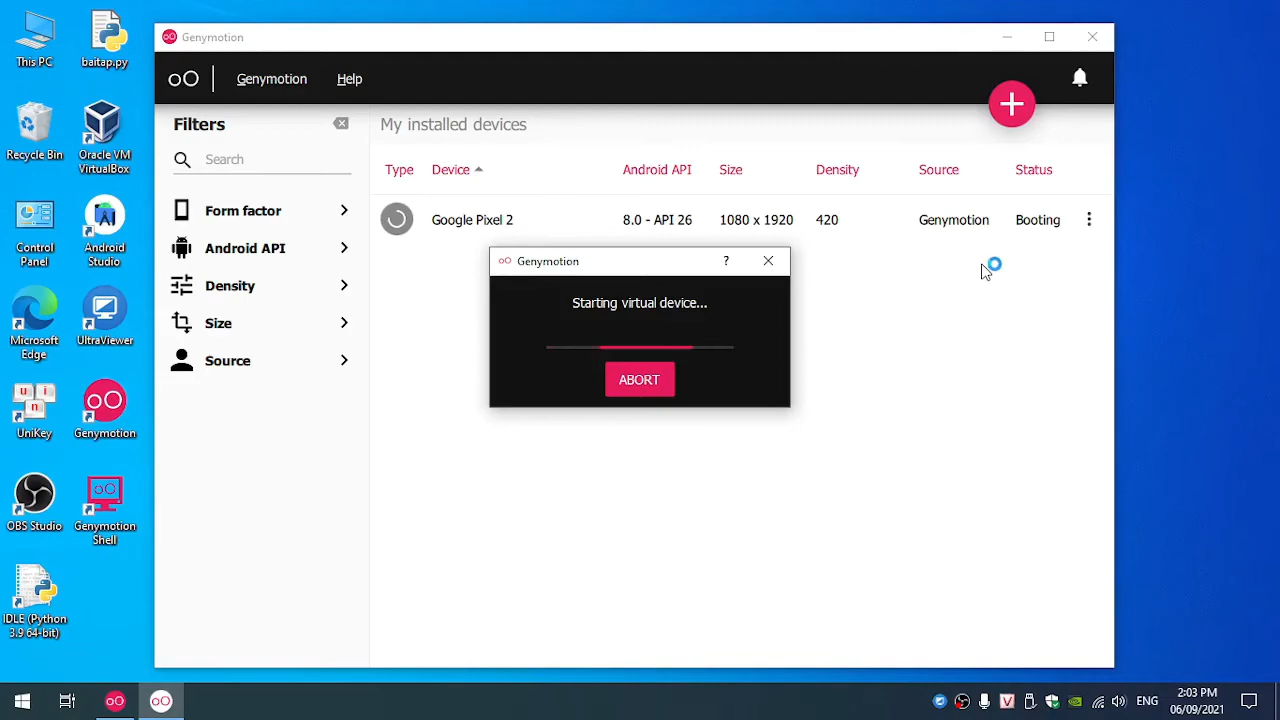 This PC
baitap.py
Recycle Bin
Oracle VM
VirtualBox
Control
Panel
Android
Studio
Microsoft
Edge
UltraViewer
UniKey
Genymotion
OBS Studio
Genymotion
Shell
IDLE (Python
3.9 64-bit)
Genymotion
Genymotion
Help
Filters
Search
Form factor
Android API
Density
Size
Source
My installed devices
Type
Device
Android API
Size
Density
Source
Status
Google Pixel 2
8.0 - API 26
1080 x 1920
420
Genymotion
Booting
Genymotion
?
Starting virtual device...
ABORT
V
ENG
2:03 PM
06/09/2021